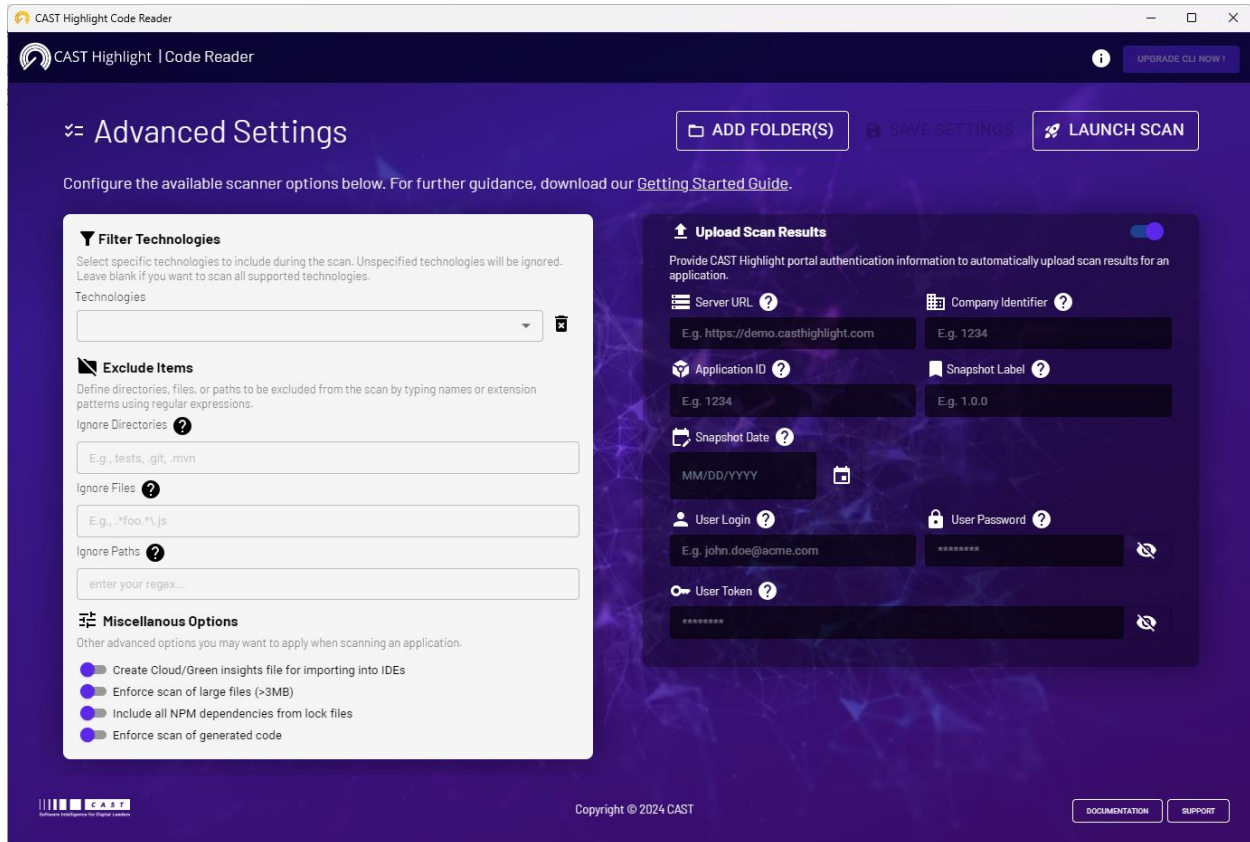 CAST Highlight Code Reader
CAST Highlight | Code Reader
UPGRADE CLI NOW !
Advanced Settings
ADD FOLDER(S)
SAVE SETTINGS
LAUNCH SCAN
Configure the available scanner options below. For further guidance, download our Getting Started Guide.
Filter Technologies
Select specific technologies to include during the scan. Unspecified technologies will be ignored.
Leave blank if you want to scan all supported technologies.
Technologies
Exclude Items
Define directories, files, or paths to be excluded from the scan by typing names or extension
patterns using regular expressions.
Ignore Directories
E.g., tests, .git, .mvn
Ignore Files
E.g., .*foo.*\.js
Ignore Paths
enter your regex...
Miscellanous Options
Other advanced options you may want to apply when scanning an application.
Create Cloud/Green insights file for importing into IDEs
Enforce scan of large files (>3MB)
Include all NPM dependencies from lock files
Enforce scan of generated code
Upload Scan Results
Provide CAST Highlight portal authentication information to automatically upload scan results for an
application.
Server URL
Company Identifier
E.g. https://demo.casthighlight.com
E.g. 1234
Application ID
Snapshot Label
E.g. 1234
E.g. 1.0.0
Snapshot Date
MM/DD/YYYY
User Login
User Password
E.g. john.doe@acme.com
********
User Token
********
CAST
Software Intelligence for Digital Leaders
Copyright © 2024 CAST
DOCUMENTATION
SUPPORT